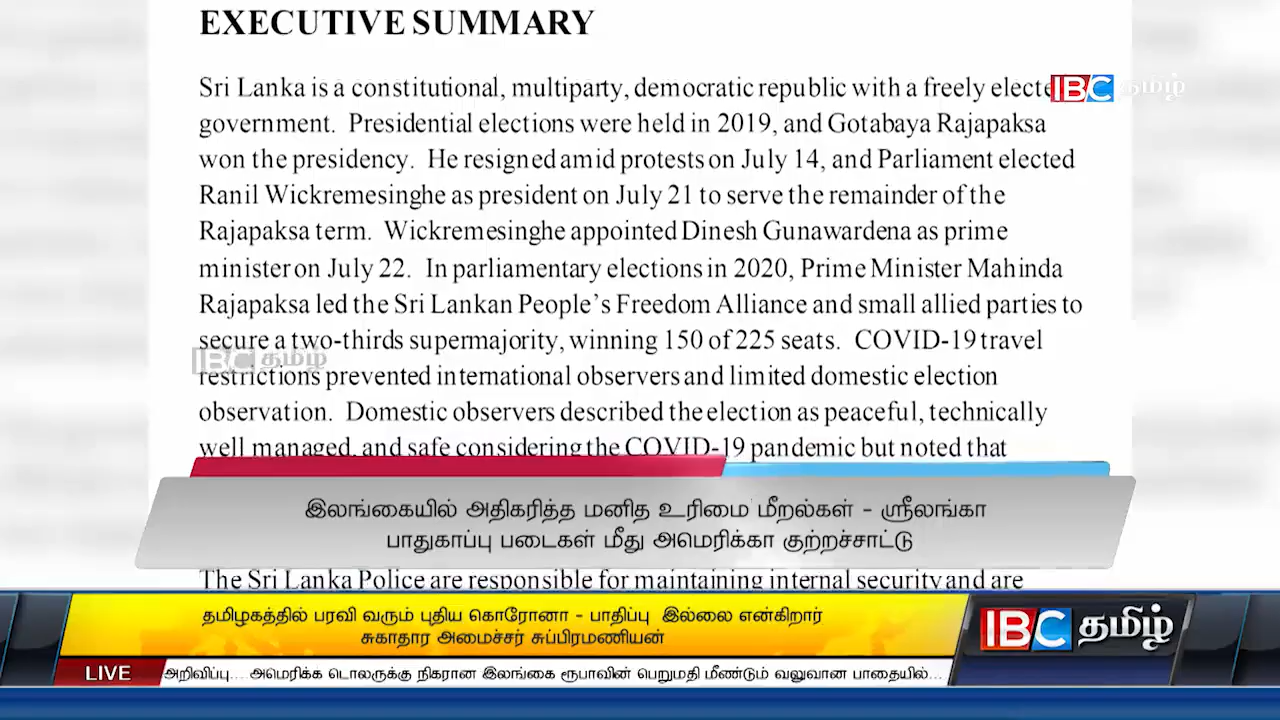 EXECUTIVE SUMMARY
Sri Lanka is a constitutional, multiparty, democratic republic with a freely electe
IBC தமிழ்
government. Presidential elections were held in 2019, and Gotabaya Rajapaksa
won the presidency. He resigned amid protests on July 14, and Parliament elected
Ranil Wickremesinghe as president on July 21 to serve the remainder of the
Rajapaksa term. Wickremesinghe appointed Dinesh Gunawardena as prime
minister on July 22. In parliamentary elections in 2020, Prime Minister Mahinda
Rajapaksa led the Sri Lankan People's Freedom Alliance and small allied parties to
secure a two-thirds supermajority, winning 150 of 225 seats. COVID-19 travel
IBC தமிழ்
restrictions prevented international observers and limited domestic election
observation. Domestic observers described the election as peaceful, technically
well managed, and safe considering the COVID-19 pandemic but noted that
இலங்கையில் அதிகரித்த மனித உரிமை மீறல்கள் - ஸ்ரீலங்கா
பாதுகாப்பு படைகள் மீது அமெரிக்கா குற்றச்சாட்டு
The Sri Lanka Police are responsible for maintaining internal security and are
தமிழகத்தில் பரவி வரும் புதிய கொரோனா - பாதிப்பு இல்லை என்கிறார்
சுகாதார அமைச்சர் சுப்பிரமணியன்
IBC தமிழ்
LIVE
அறிவிப்பு.... அமெரிக்க டொலருக்கு நிகரான இலங்கை ரூபாவின் பெறுமதி மீண்டும் வலுவான பாதையில்...